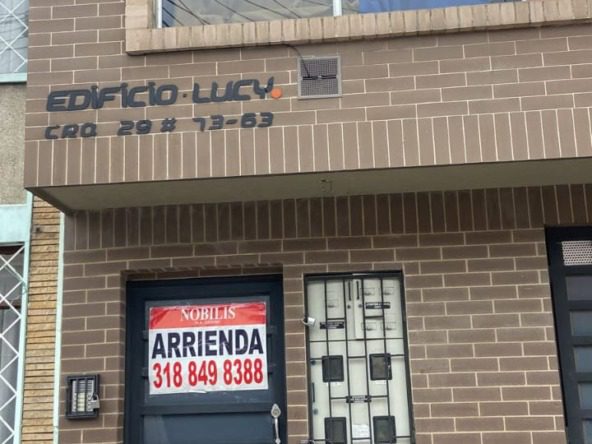 EDIFICIO · LUCY.
CRA 29 # 73-63
NOBILIS
ARRIENDA
318 849 8388